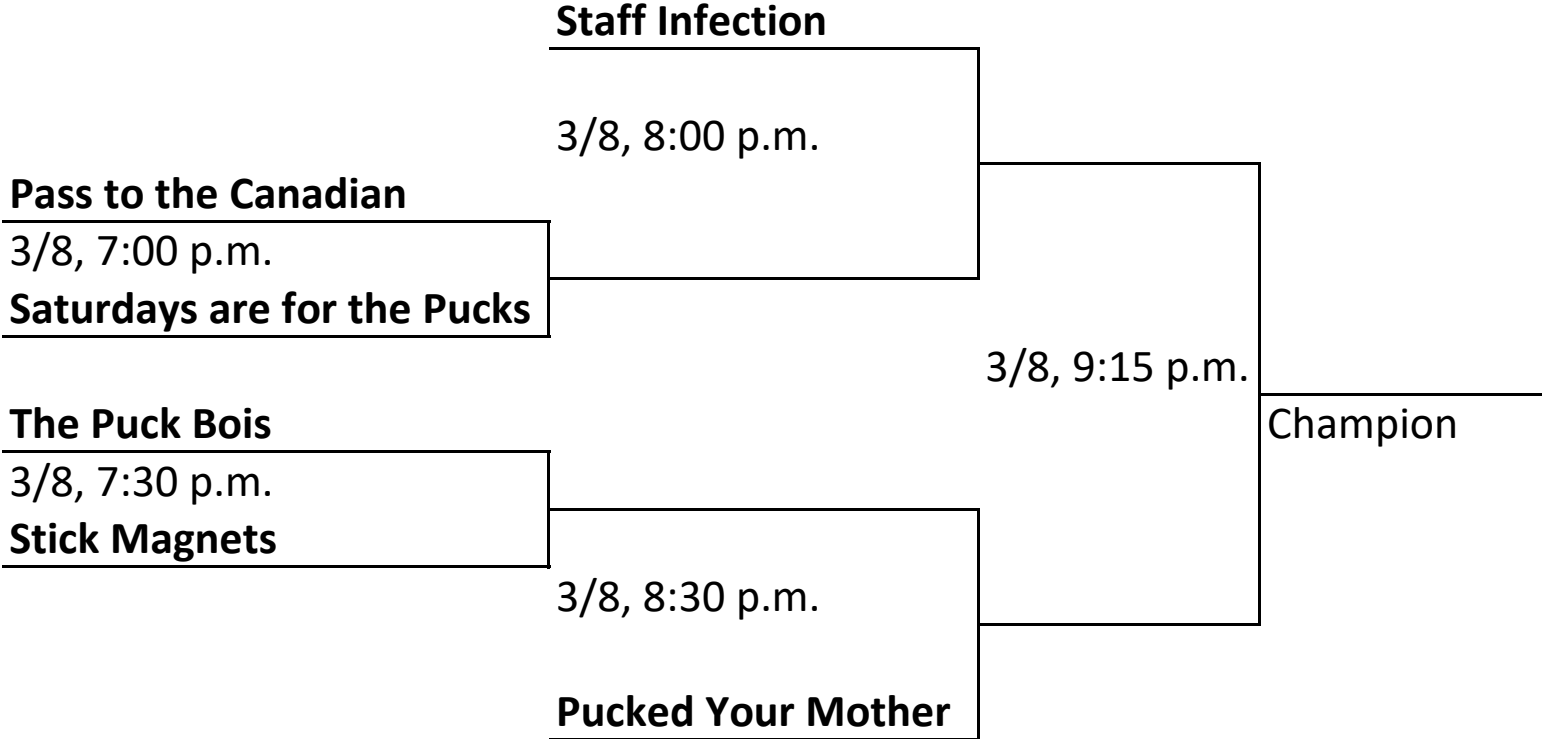 Staff Infection
3/8, 8:00 p.m.
Pass to the Canadian
3/8, 7:00 p.m.
Saturdays are for the Pucks
3/8, 9:15 p.m.
The Puck Bois
Champion
3/8, 7:30 p.m.
Stick Magnets
3/8, 8:30 p.m.
Pucked Your Mother